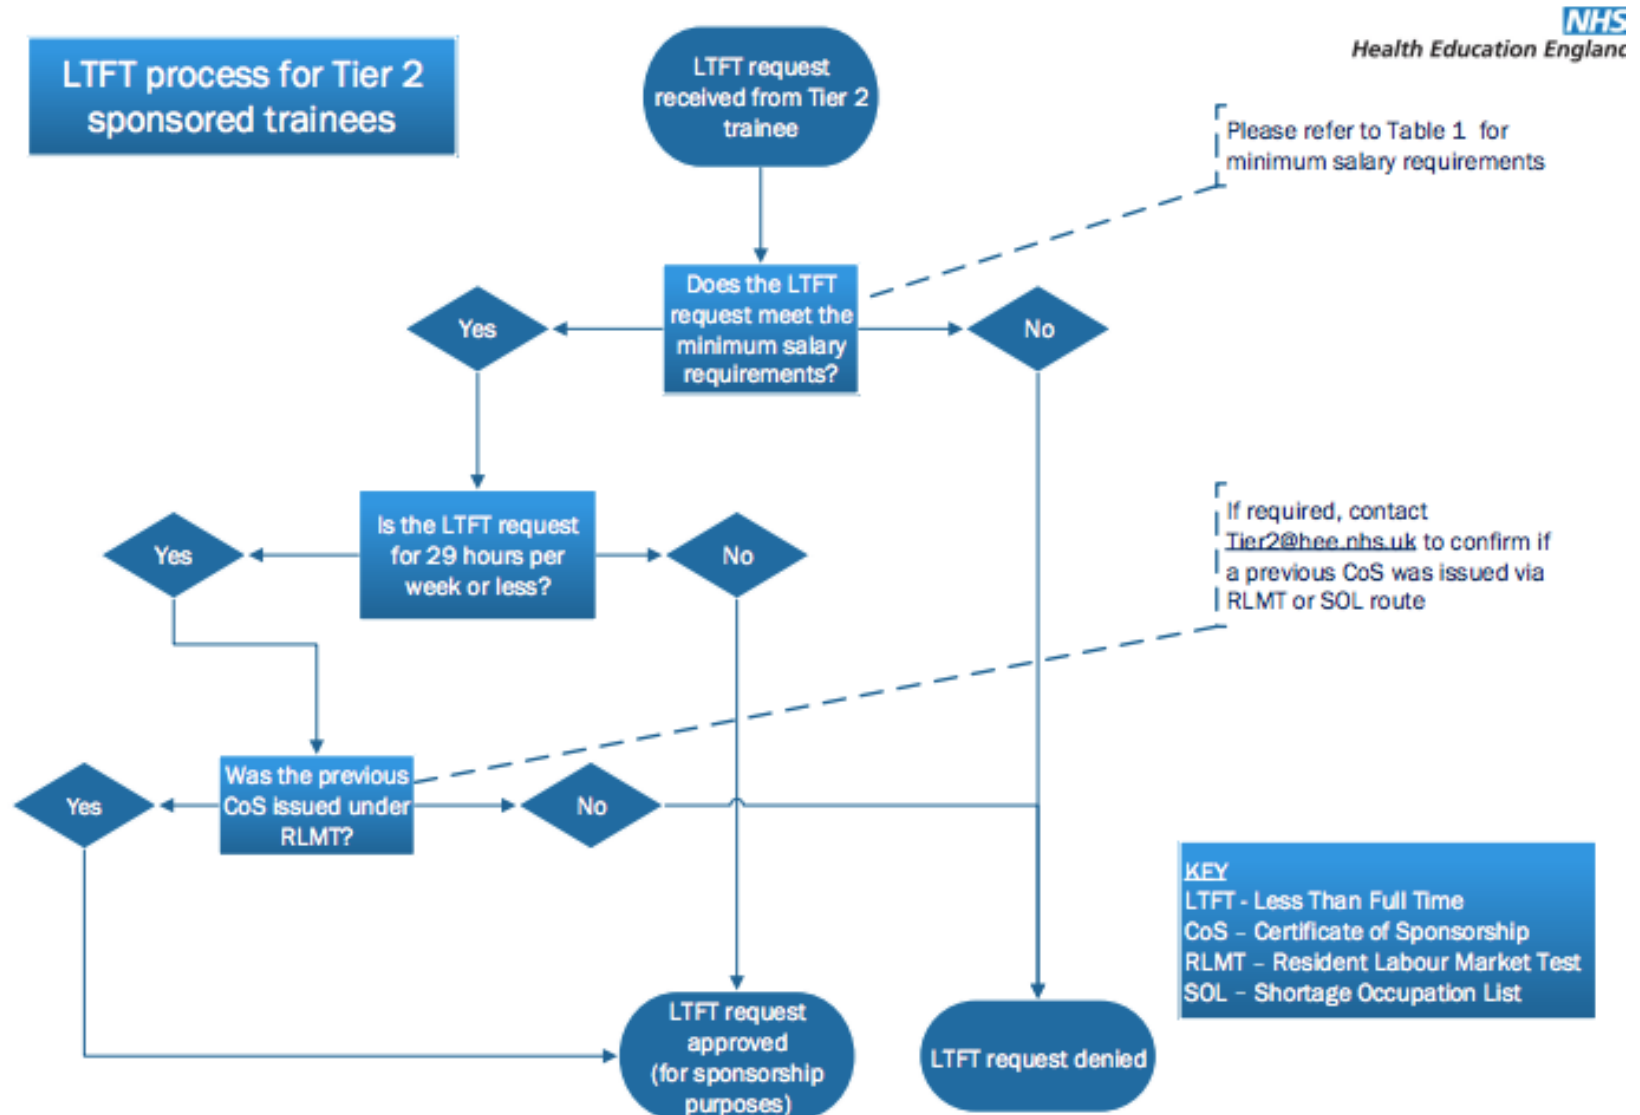 NHS
Health Education England
LTFT process for Tier 2
sponsored trainees
LTFT request
received from Tier 2
trainee
Please refer to Table 1 for
minimum salary requirements
Does the LTFT
request meet the
minimum salary
requirements?
Yes
No
Is the LTFT request
for 29 hours per
week or less?
Yes
No
If required, contact
Tier2@hee.nhs.uk to confirm if
a previous CoS was issued via
RLMT or SOL route
Was the previous
CoS issued under
RLMT?
Yes
No
KEY
LTFT - Less Than Full Time
CoS – Certificate of Sponsorship
RLMT – Resident Labour Market Test
SOL – Shortage Occupation List
LTFT request
approved
(for sponsorship
purposes)
LTFT request denied